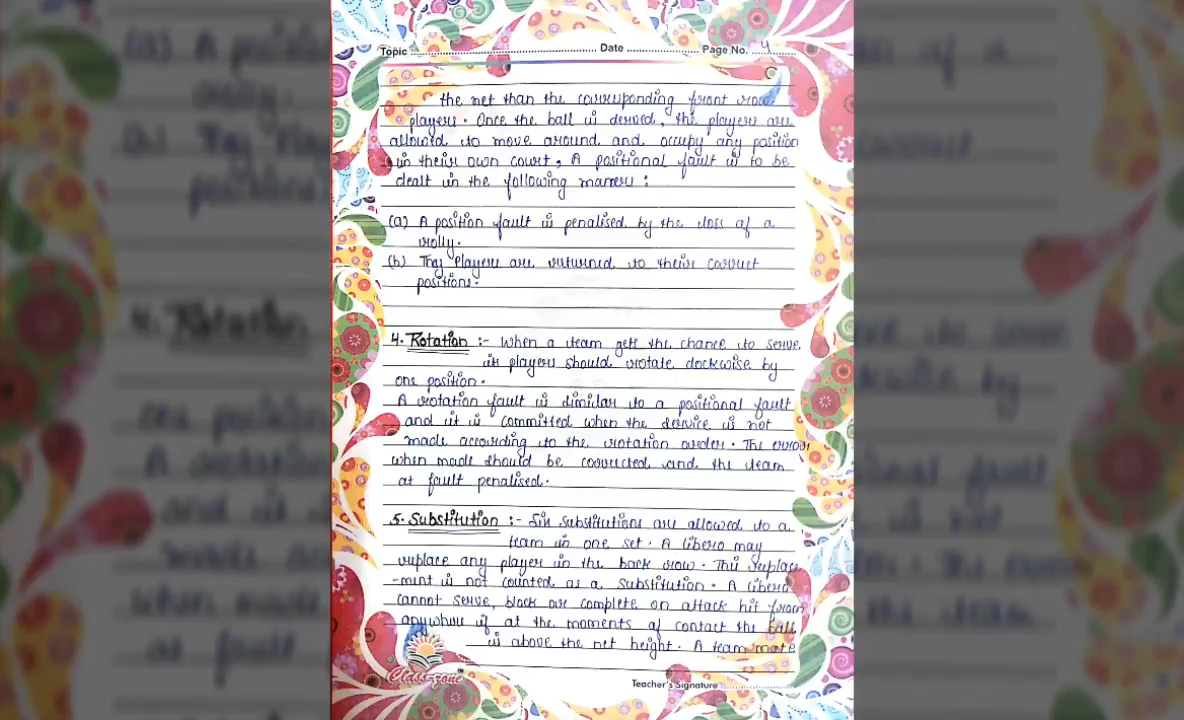 Topic Date Page No. 4
the net than the corresponding front row
players. Once the ball is served, the players are
allowed to move around and occupy any position
in their own court, A positional fault is to be
dealt in the following manner :
(a) A position fault is penalised by the loss of a
rolly.
(b) Players are returned to their correct
positions.
4. Rotation :- When a team gets the chance to serve
its players should rotate clockwise by
one position.
A rotation fault is similar to a positional fault
and it is committed when the service is not
made according to the rotation order. The error
when made should be corrected and the team
at fault penalised.
5. Substitution :- Six substitutions are allowed to a
team in one set. A libero may
replace any player in the back row. This replace
-ment is not counted as a substitution. A libero
cannot serve, block or complete an attack hit from
anywhere if at the moments of contact the ball
is above the net height. A team mate
Class-zone
Teacher's Signature